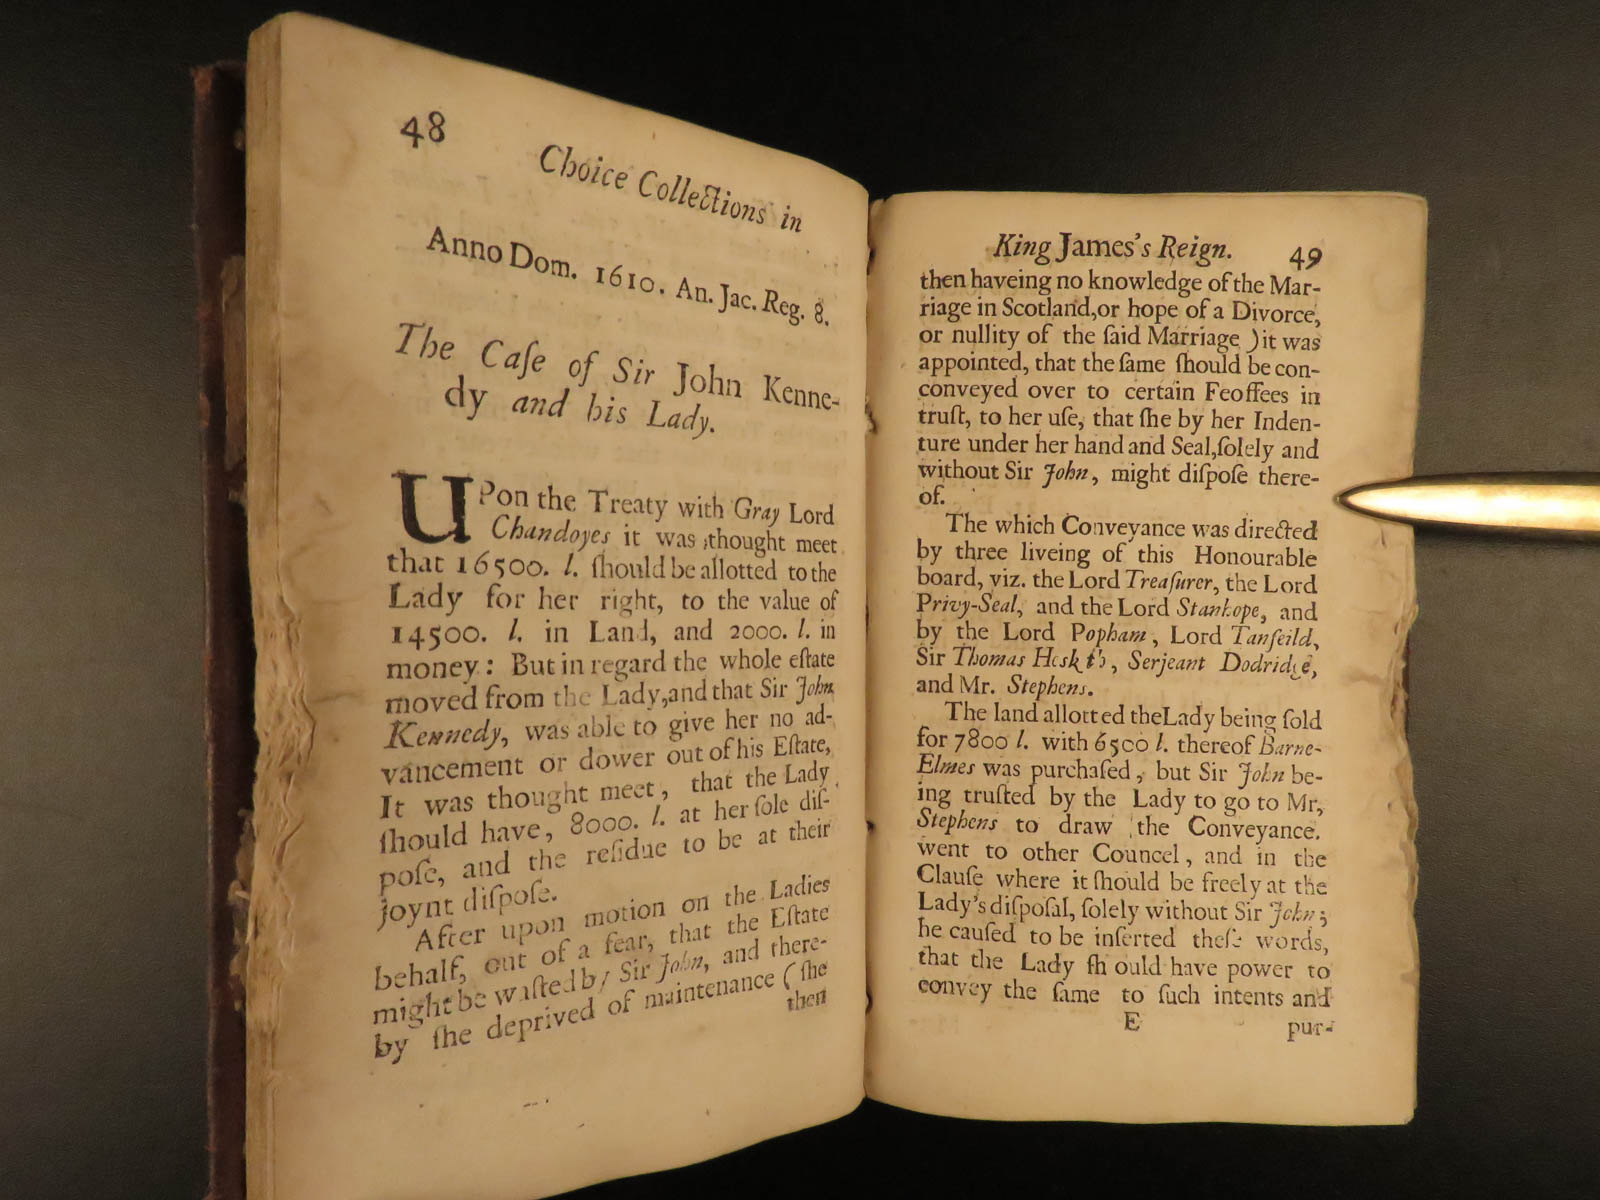 48
Choice Collections in
Anno Dom. 1610. An. Jac. Reg. 8.
The Caſe of Sir John Kenne-
dy and his Lady.
UPon the Treaty with Gray Lord
Chandoyes it was thought meet
that 16500. l. ſhould be allotted to the
Lady for her right, to the value of
14500. l. in Land, and 2000. l. in
money: But in regard the whole eſtate
moved from the Lady, and that Sir John
Kennedy, was able to give her no ad-
vancement or dower out of his Eſtate,
It was thought meet, that the Lady
ſhould have, 8000. l. at her ſole diſ-
poſe, and the reſidue to be at their
joynt diſpoſe.
After upon motion on the Ladies
behalf, out of a fear, that the Eſtate
might be waſted by Sir John, and there-
by ſhe deprived of maintenance (ſhe
then
King James's Reign. 49
then haveing no knowledge of the Mar-
riage in Scotland, or hope of a Divorce,
or nullity of the ſaid Marriage ) it was
appointed, that the ſame ſhould be con-
conveyed over to certain Feoffees in
truſt, to her uſe, that ſhe by her Inden-
ture under her hand and Seal, ſolely and
without Sir John, might diſpoſe there-
of.
The which Conveyance was directed
by three liveing of this Honourable
board, viz. the Lord Treaſurer, the Lord
Privy-Seal, and the Lord Stanhope, and
by the Lord Popham, Lord Tanſeild,
Sir Thomas Heskth, Serjeant Dodridge,
and Mr. Stephens.
The land allotted the Lady being ſold
for 7800 l. with 6500 l. thereof Barne-
Elmes was purchaſed, but Sir John be-
ing truſted by the Lady to go to Mr,
Stephens to draw the Conveyance.
went to other Councel, and in the
Clauſe where it ſhould be freely at the
Lady's diſpoſal, ſolely without Sir John;
he cauſed to be inſerted theſe words,
that the Lady ſhould have power to
convey the ſame to ſuch intents and
E pur-